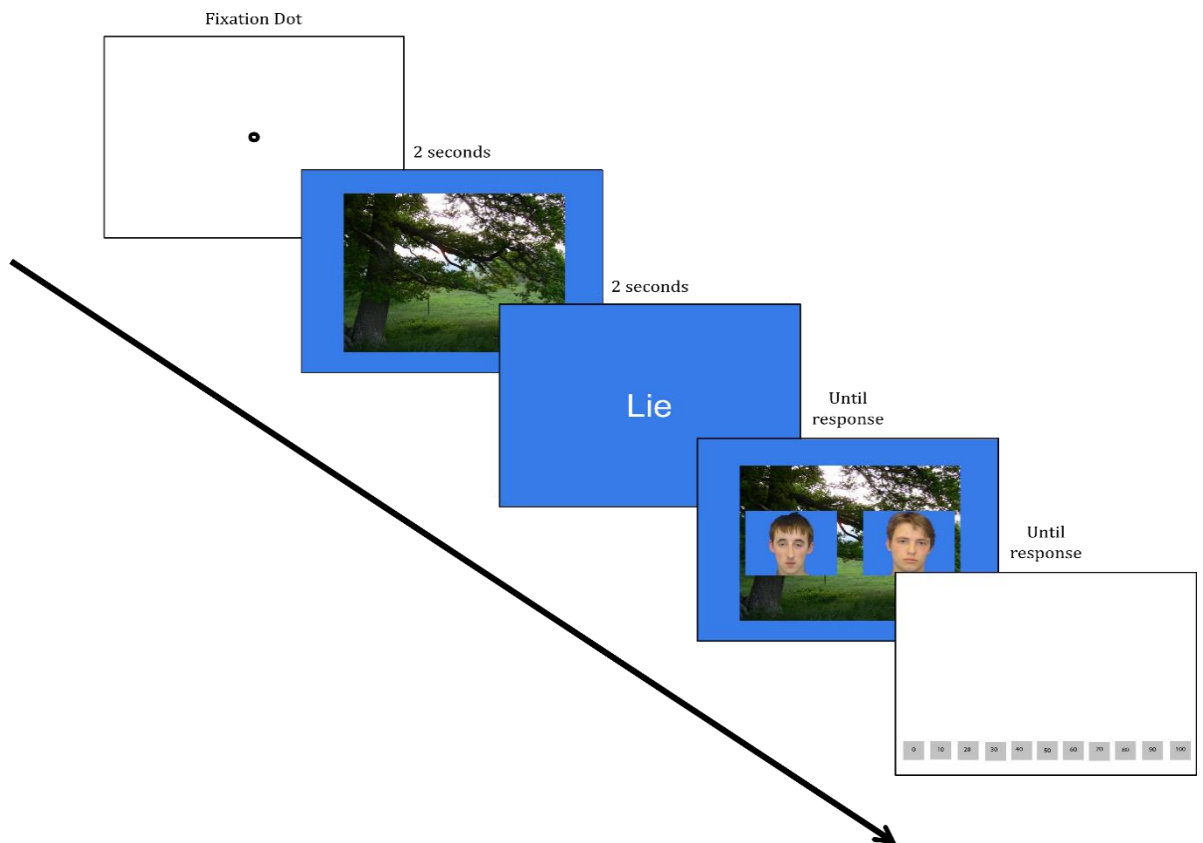 Fixation Dot
2 seconds
2 seconds
Lie
Until
response
Until
response
0 10 20 30 40 50 60 70 80 90 100